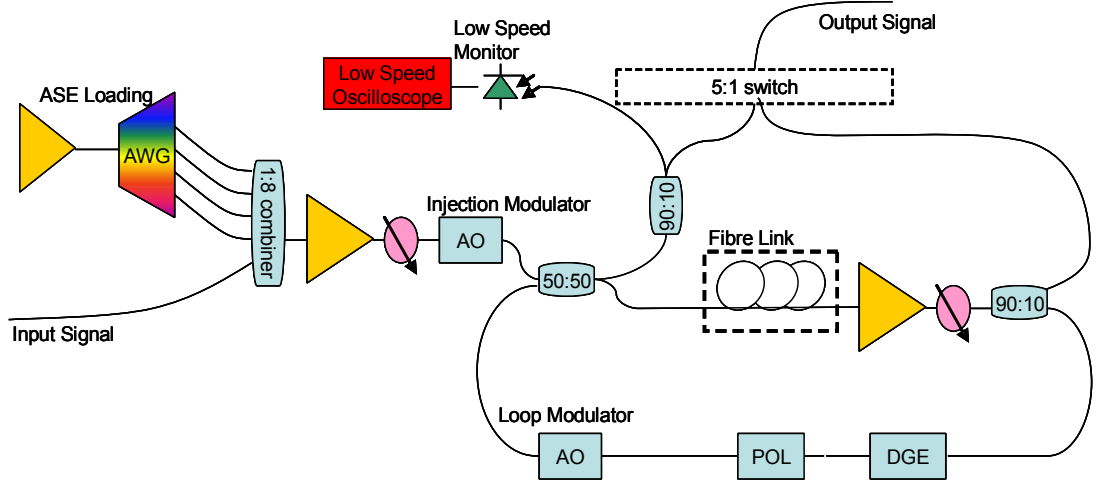 Output Signal
Low Speed
Monitor
Low Speed
Oscilloscope
5:1 switch
ASE Loading
AWG
1:8 combiner
90:10
Injection Modulator
AO
Fibre Link
50:50
90:10
Input Signal
Loop Modulator
AO
POL
DGE